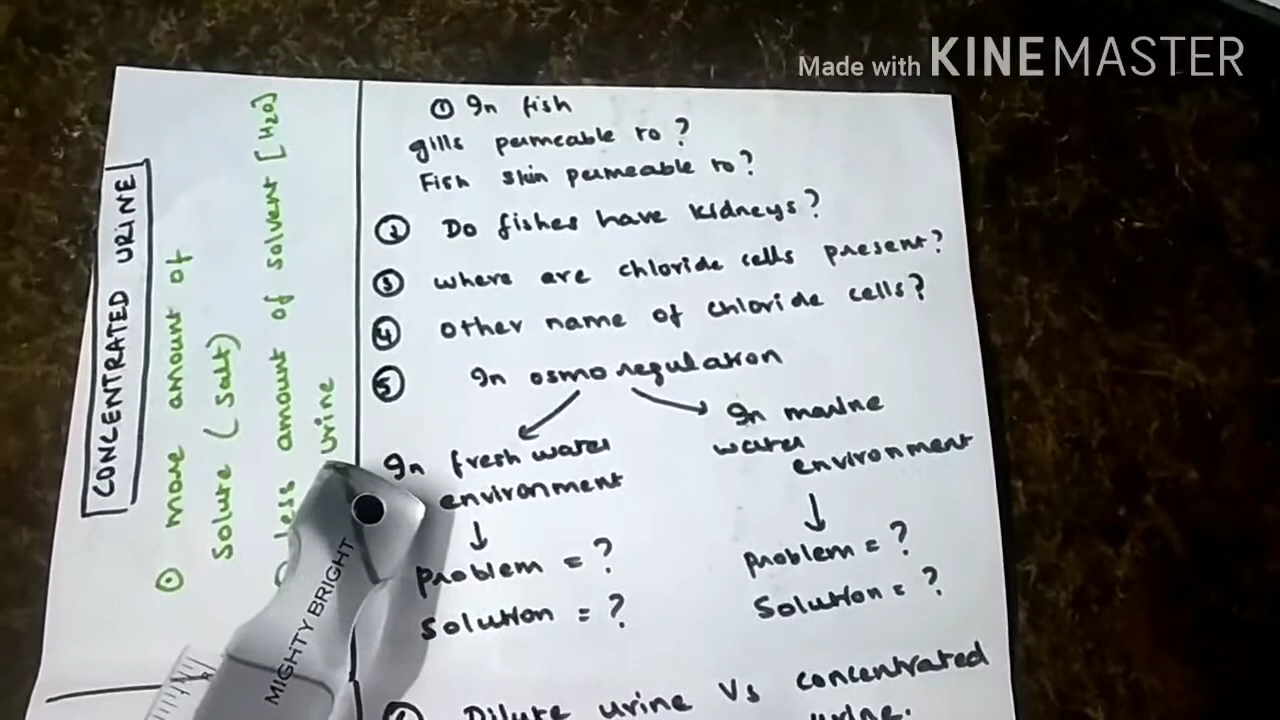 Made with KINEMASTER
CONCENTRATED URINE
more amount of
solute (salt)
less amount of solvent [H2O]
urine
① In fish
gills permeable to?
Fish skin permeable to?
② Do fishes have kidneys?
③ where are chloride cells present?
④ other name of chloride cells?
⑤ In osmoregulation
In fresh water
environment
↓
problem = ?
solution = ?
In marine
water
environment
↓
problem = ?
Solution = ?
Dilute urine Vs concentrated
urine.
MIGHTYBRIGHT